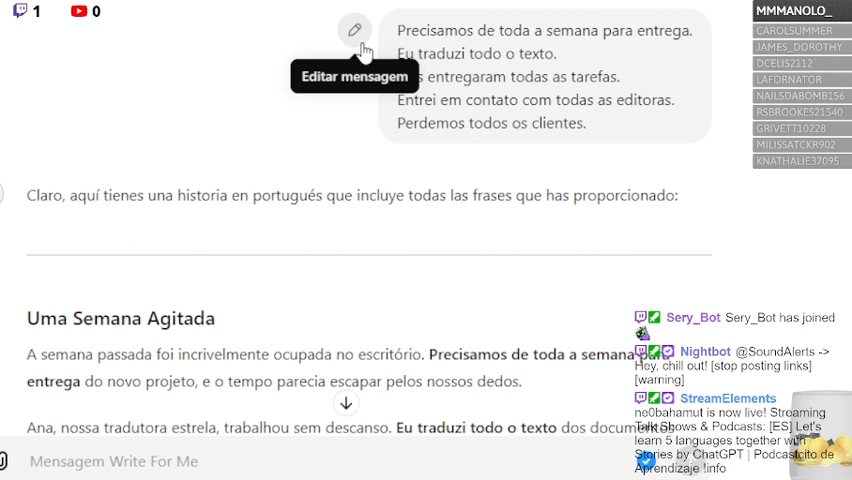 1
0
Precisamos de toda a semana para entrega.
Eu traduzi todo o texto.
s entregaram todas as tarefas.
Entrei em contato com todas as editoras.
Perdemos todos os clientes.
Editar mensagem
Claro, aquí tienes una historia en portugués que incluye todas las frases que has proporcionado:
Uma Semana Agitada
A semana passada foi incrivelmente ocupada no escritório. Precisamos de toda a semana para
entrega do novo projeto, e o tempo parecia escapar pelos nossos dedos.
Ana, nossa tradutora estrela, trabalhou sem descanso. Eu traduzi todo o texto dos documentos
Mensagem Write For Me
MMMANOLO_
CAROLSUMMER
JAMES_DOROTHY
DCELIS2112
LAFORNATOR
NAILSDABOMB156
RSBROOKES21540
GRIVETT10228
MILISSATCKR902
KNATHALIE37095
Sery_Bot Sery_Bot has joined
Nightbot @SoundAlerts ->
Hey, chill out! [stop posting links]
[warning]
StreamElements
ne0bahamut is now live! Streaming
Talk Shows & Podcasts: [ES] Let's
learn 5 languages together with
Stories by ChatGPT | Podcastcito de
Aprendizaje !info